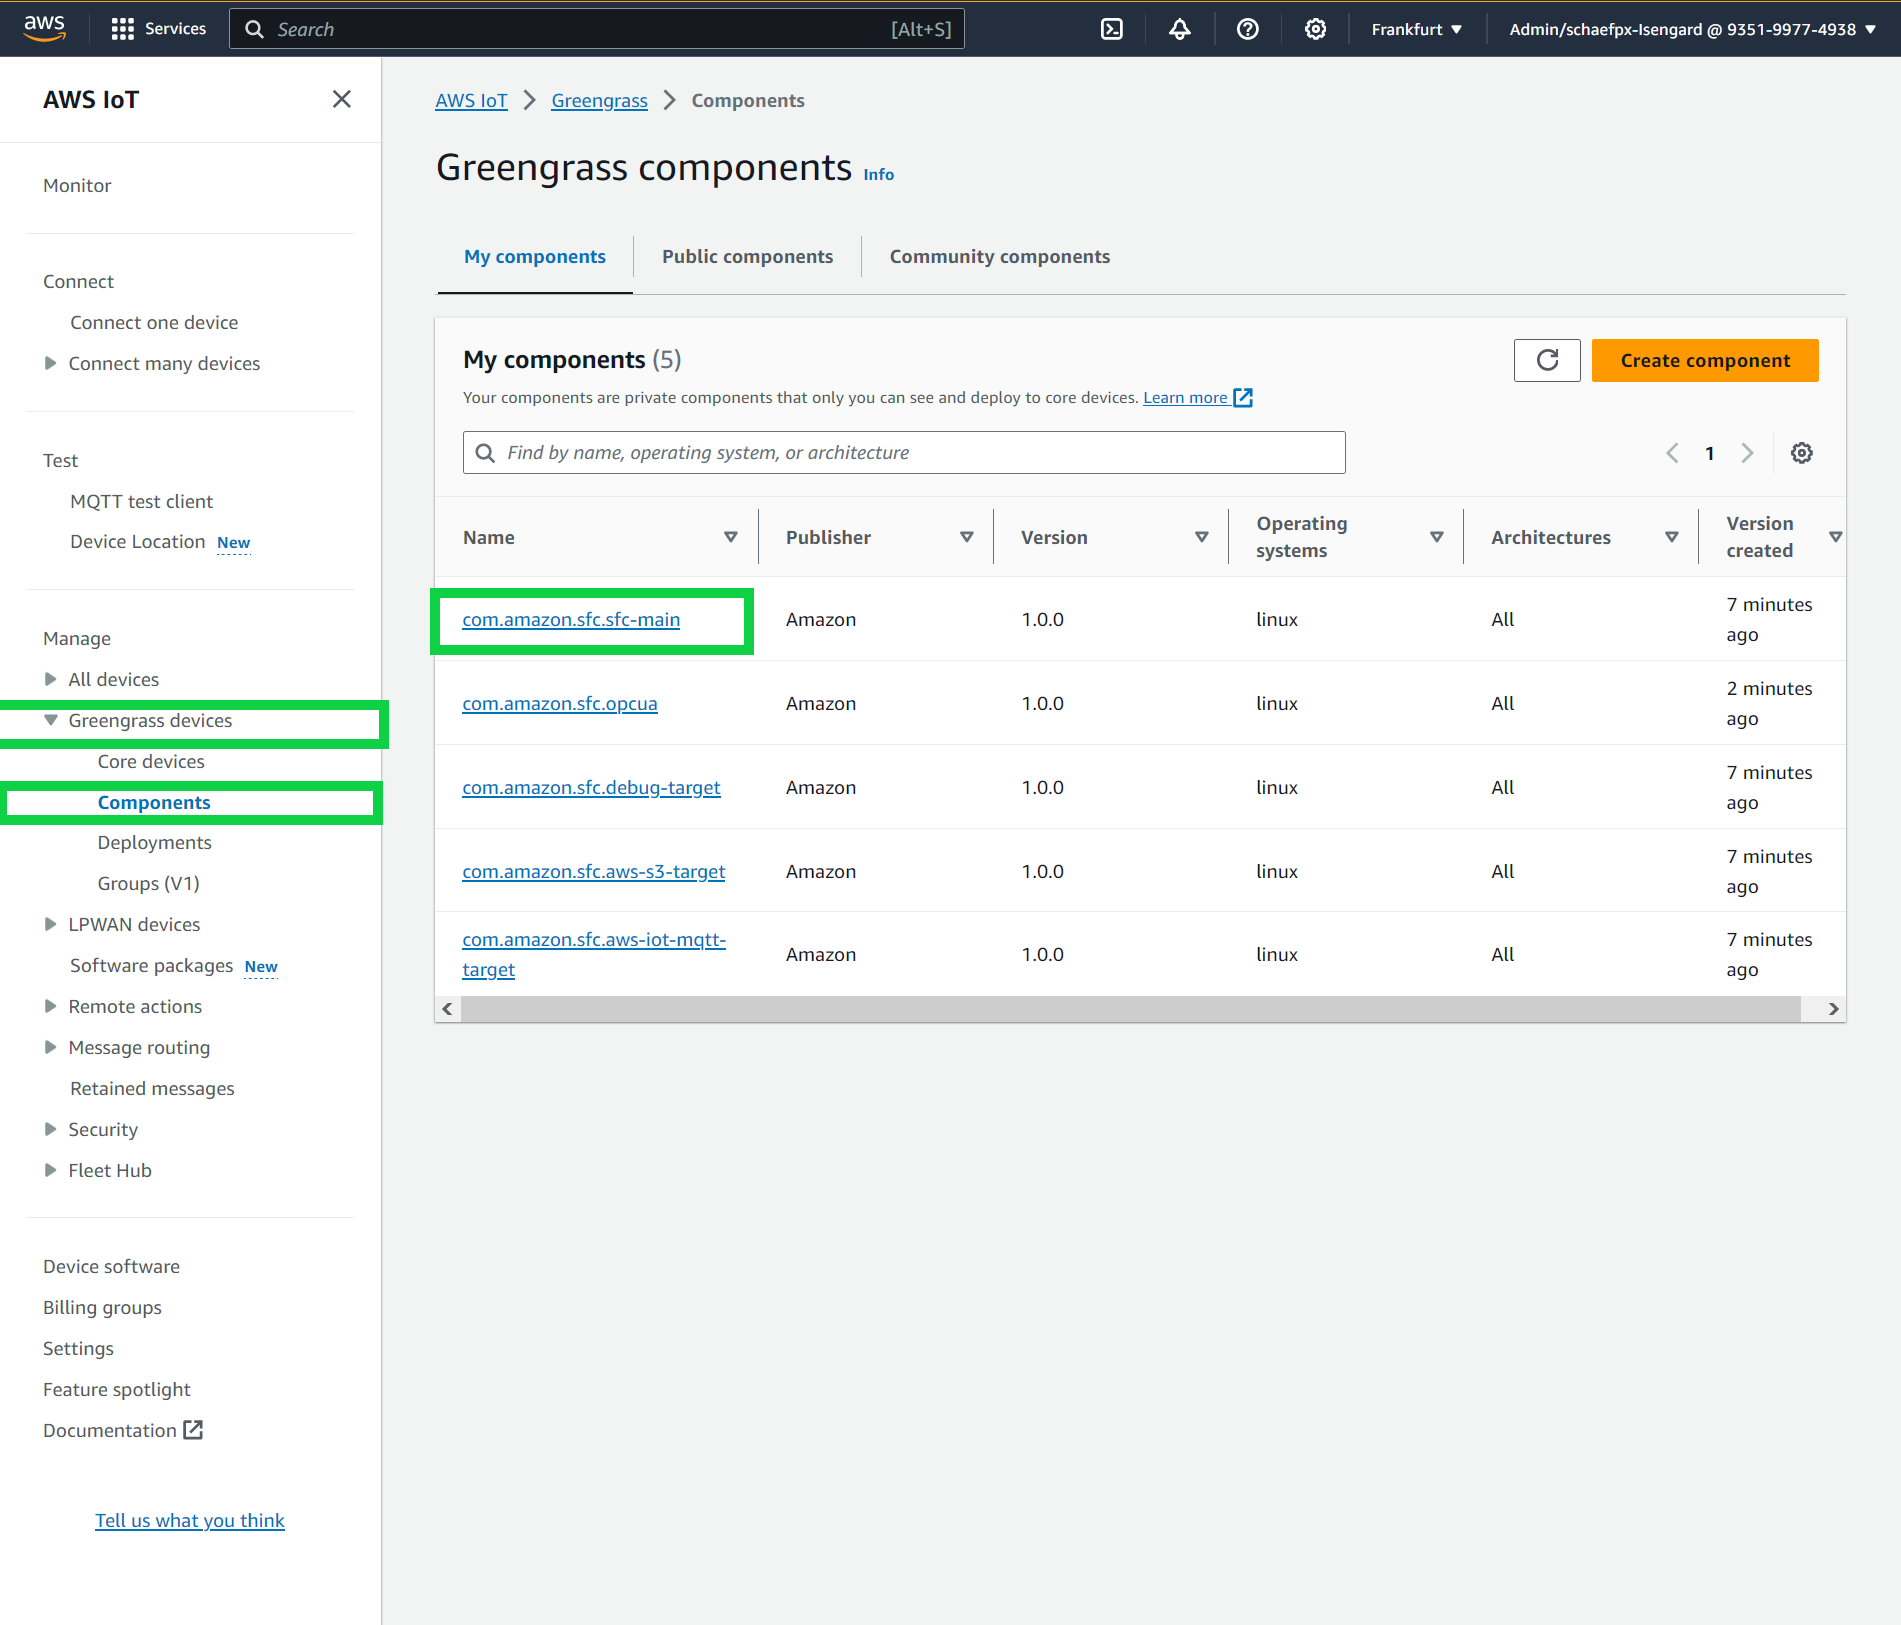 aws
Services
Search
[Alt+S]
Frankfurt
Admin/schaefpx-Isengard @ 9351-9977-4938
AWS IoT
Monitor
Connect
Connect one device
Connect many devices
Test
MQTT test client
Device Location New
Manage
All devices
Greengrass devices
Core devices
Components
Deployments
Groups (V1)
LPWAN devices
Software packages New
Remote actions
Message routing
Retained messages
Security
Fleet Hub
Device software
Billing groups
Settings
Feature spotlight
Documentation
Tell us what you think
AWS IoT > Greengrass > Components
Greengrass components Info
My components
Public components
Community components
My components (5)
Create component
Your components are private components that only you can see and deploy to core devices. Learn more
Find by name, operating system, or architecture
1
Name
Publisher
Version
Operating
systems
Architectures
Version
created
com.amazon.sfc.sfc-main
Amazon
1.0.0
linux
All
7 minutes
ago
com.amazon.sfc.opcua
Amazon
1.0.0
linux
All
2 minutes
ago
com.amazon.sfc.debug-target
Amazon
1.0.0
linux
All
7 minutes
ago
com.amazon.sfc.aws-s3-target
Amazon
1.0.0
linux
All
7 minutes
ago
com.amazon.sfc.aws-iot-mqtt-
target
Amazon
1.0.0
linux
All
7 minutes
ago